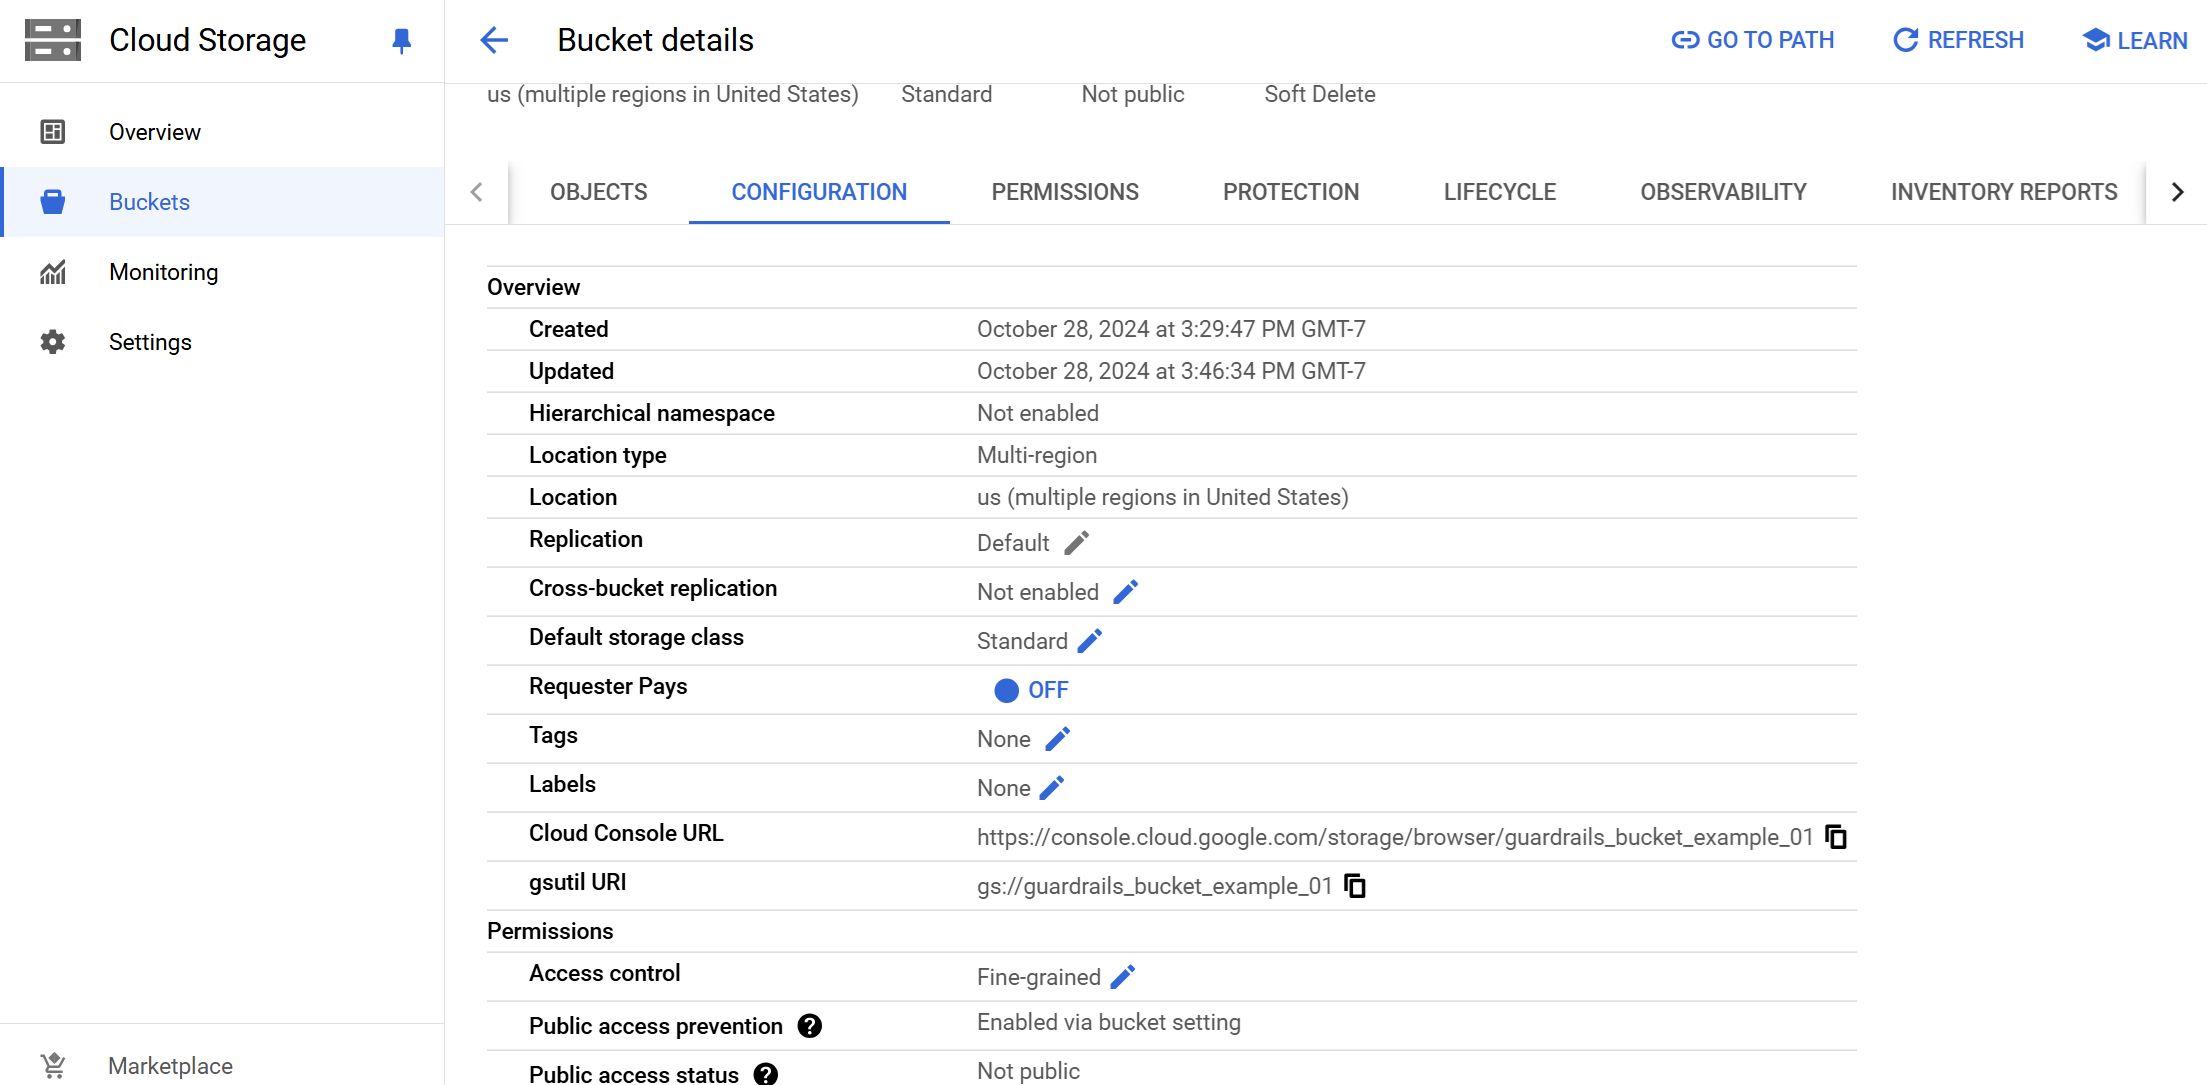 Cloud Storage
Bucket details
GO TO PATH
REFRESH
LEARN
us (multiple regions in United States) Standard Not public Soft Delete
Overview
Buckets
Monitoring
Settings
Marketplace
OBJECTS CONFIGURATION PERMISSIONS PROTECTION LIFECYCLE OBSERVABILITY INVENTORY REPORTS
Overview
Created October 28, 2024 at 3:29:47 PM GMT-7
Updated October 28, 2024 at 3:46:34 PM GMT-7
Hierarchical namespace Not enabled
Location type Multi-region
Location us (multiple regions in United States)
Replication Default
Cross-bucket replication Not enabled
Default storage class Standard
Requester Pays OFF
Tags None
Labels None
Cloud Console URL https://console.cloud.google.com/storage/browser/guardrails_bucket_example_01
gsutil URI gs://guardrails_bucket_example_01
Permissions
Access control Fine-grained
Public access prevention ? Enabled via bucket setting
Public access status ? Not public